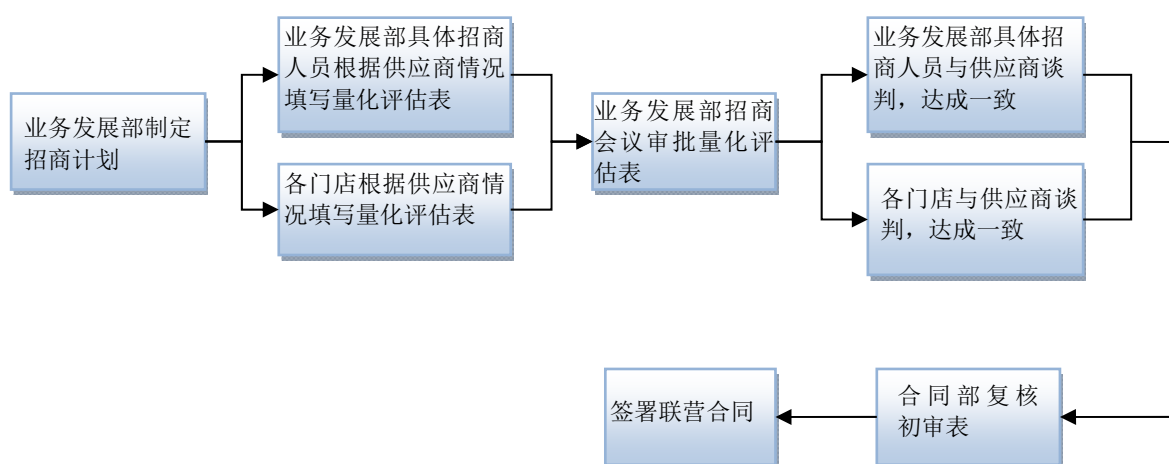 业务发展部制定
招商计划
业务发展部具体招商
人员根据供应商情况
填写量化评估表
各门店根据供应商情
况填写量化评估表
业务发展部招商
会议审批量化评
估表
业务发展部具体招
商人员与供应商谈
判，达成一致
各门店与供应商谈
判，达成一致
合同部复核
初审表
签署联营合同